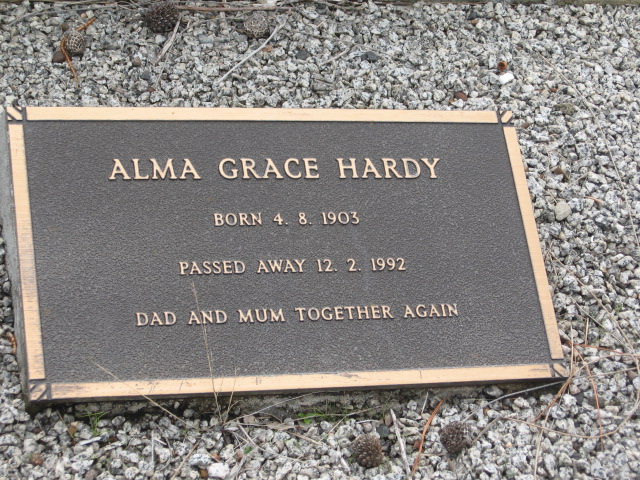 ALMA GRACE HARDY
BORN 4. 8. 1903
PASSED AWAY 12. 2. 1992
DAD AND MUM TOGETHER AGAIN